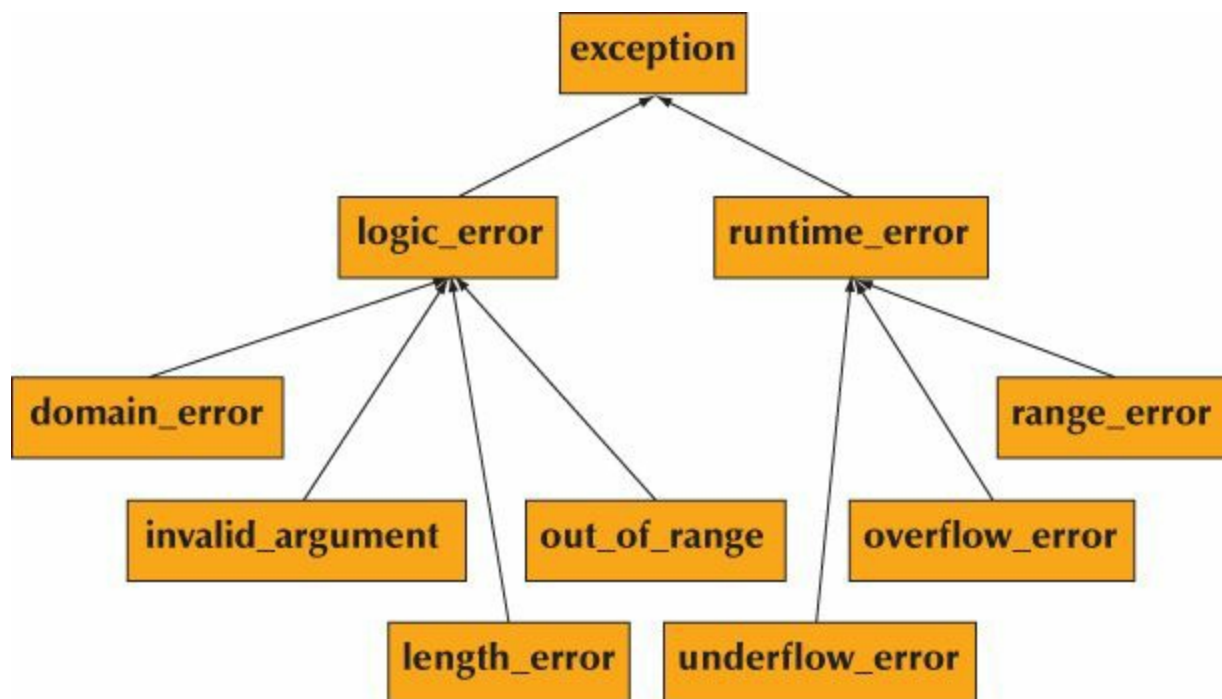 exception
logic_error
runtime_error
domain_error
range_error
invalid_argument
out_of_range
overflow_error
length_error
underflow_error